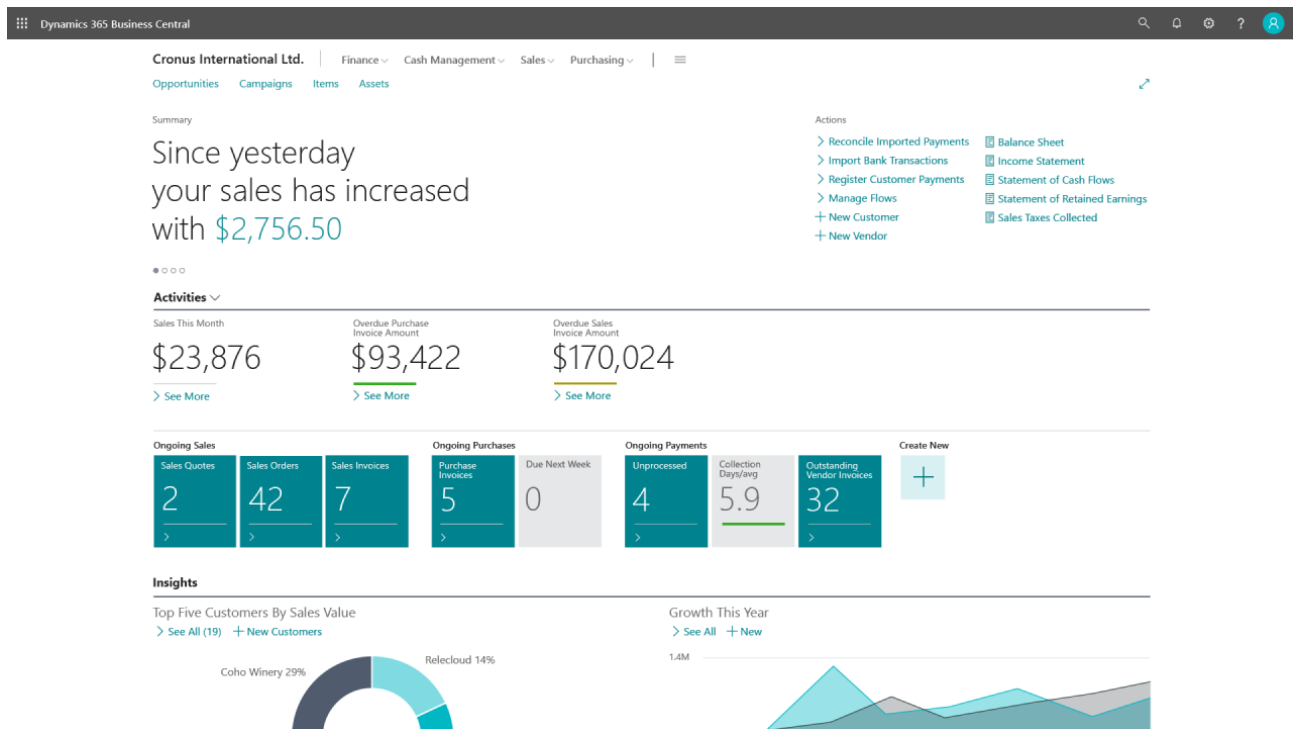 Dynamics 365 Business Central
?
Cronus International Ltd.
Finance
Cash Management
Sales
Purchasing
Opportunities
Campaigns
Items
Assets
Summary
Since yesterday
your sales has increased
with $2,756.50
Actions
Reconcile Imported Payments
Import Bank Transactions
Register Customer Payments
Manage Flows
New Customer
New Vendor
Balance Sheet
Income Statement
Statement of Cash Flows
Statement of Retained Earnings
Sales Taxes Collected
Activities
Sales This Month
$23,876
See More
Overdue Purchase
Invoice Amount
$93,422
See More
Overdue Sales
Invoice Amount
$170,024
See More
Ongoing Sales
Sales Quotes
2
Sales Orders
42
Sales Invoices
7
Ongoing Purchases
Purchase
Invoices
5
Due Next Week
0
Ongoing Payments
Unprocessed
4
Collection
Days/avg
5.9
Outstanding
Vendor Invoices
32
Create New
Insights
Top Five Customers By Sales Value
See All (19)
New Customers
Coho Winery 29%
Relecloud 14%
Growth This Year
See All
New
1.4M